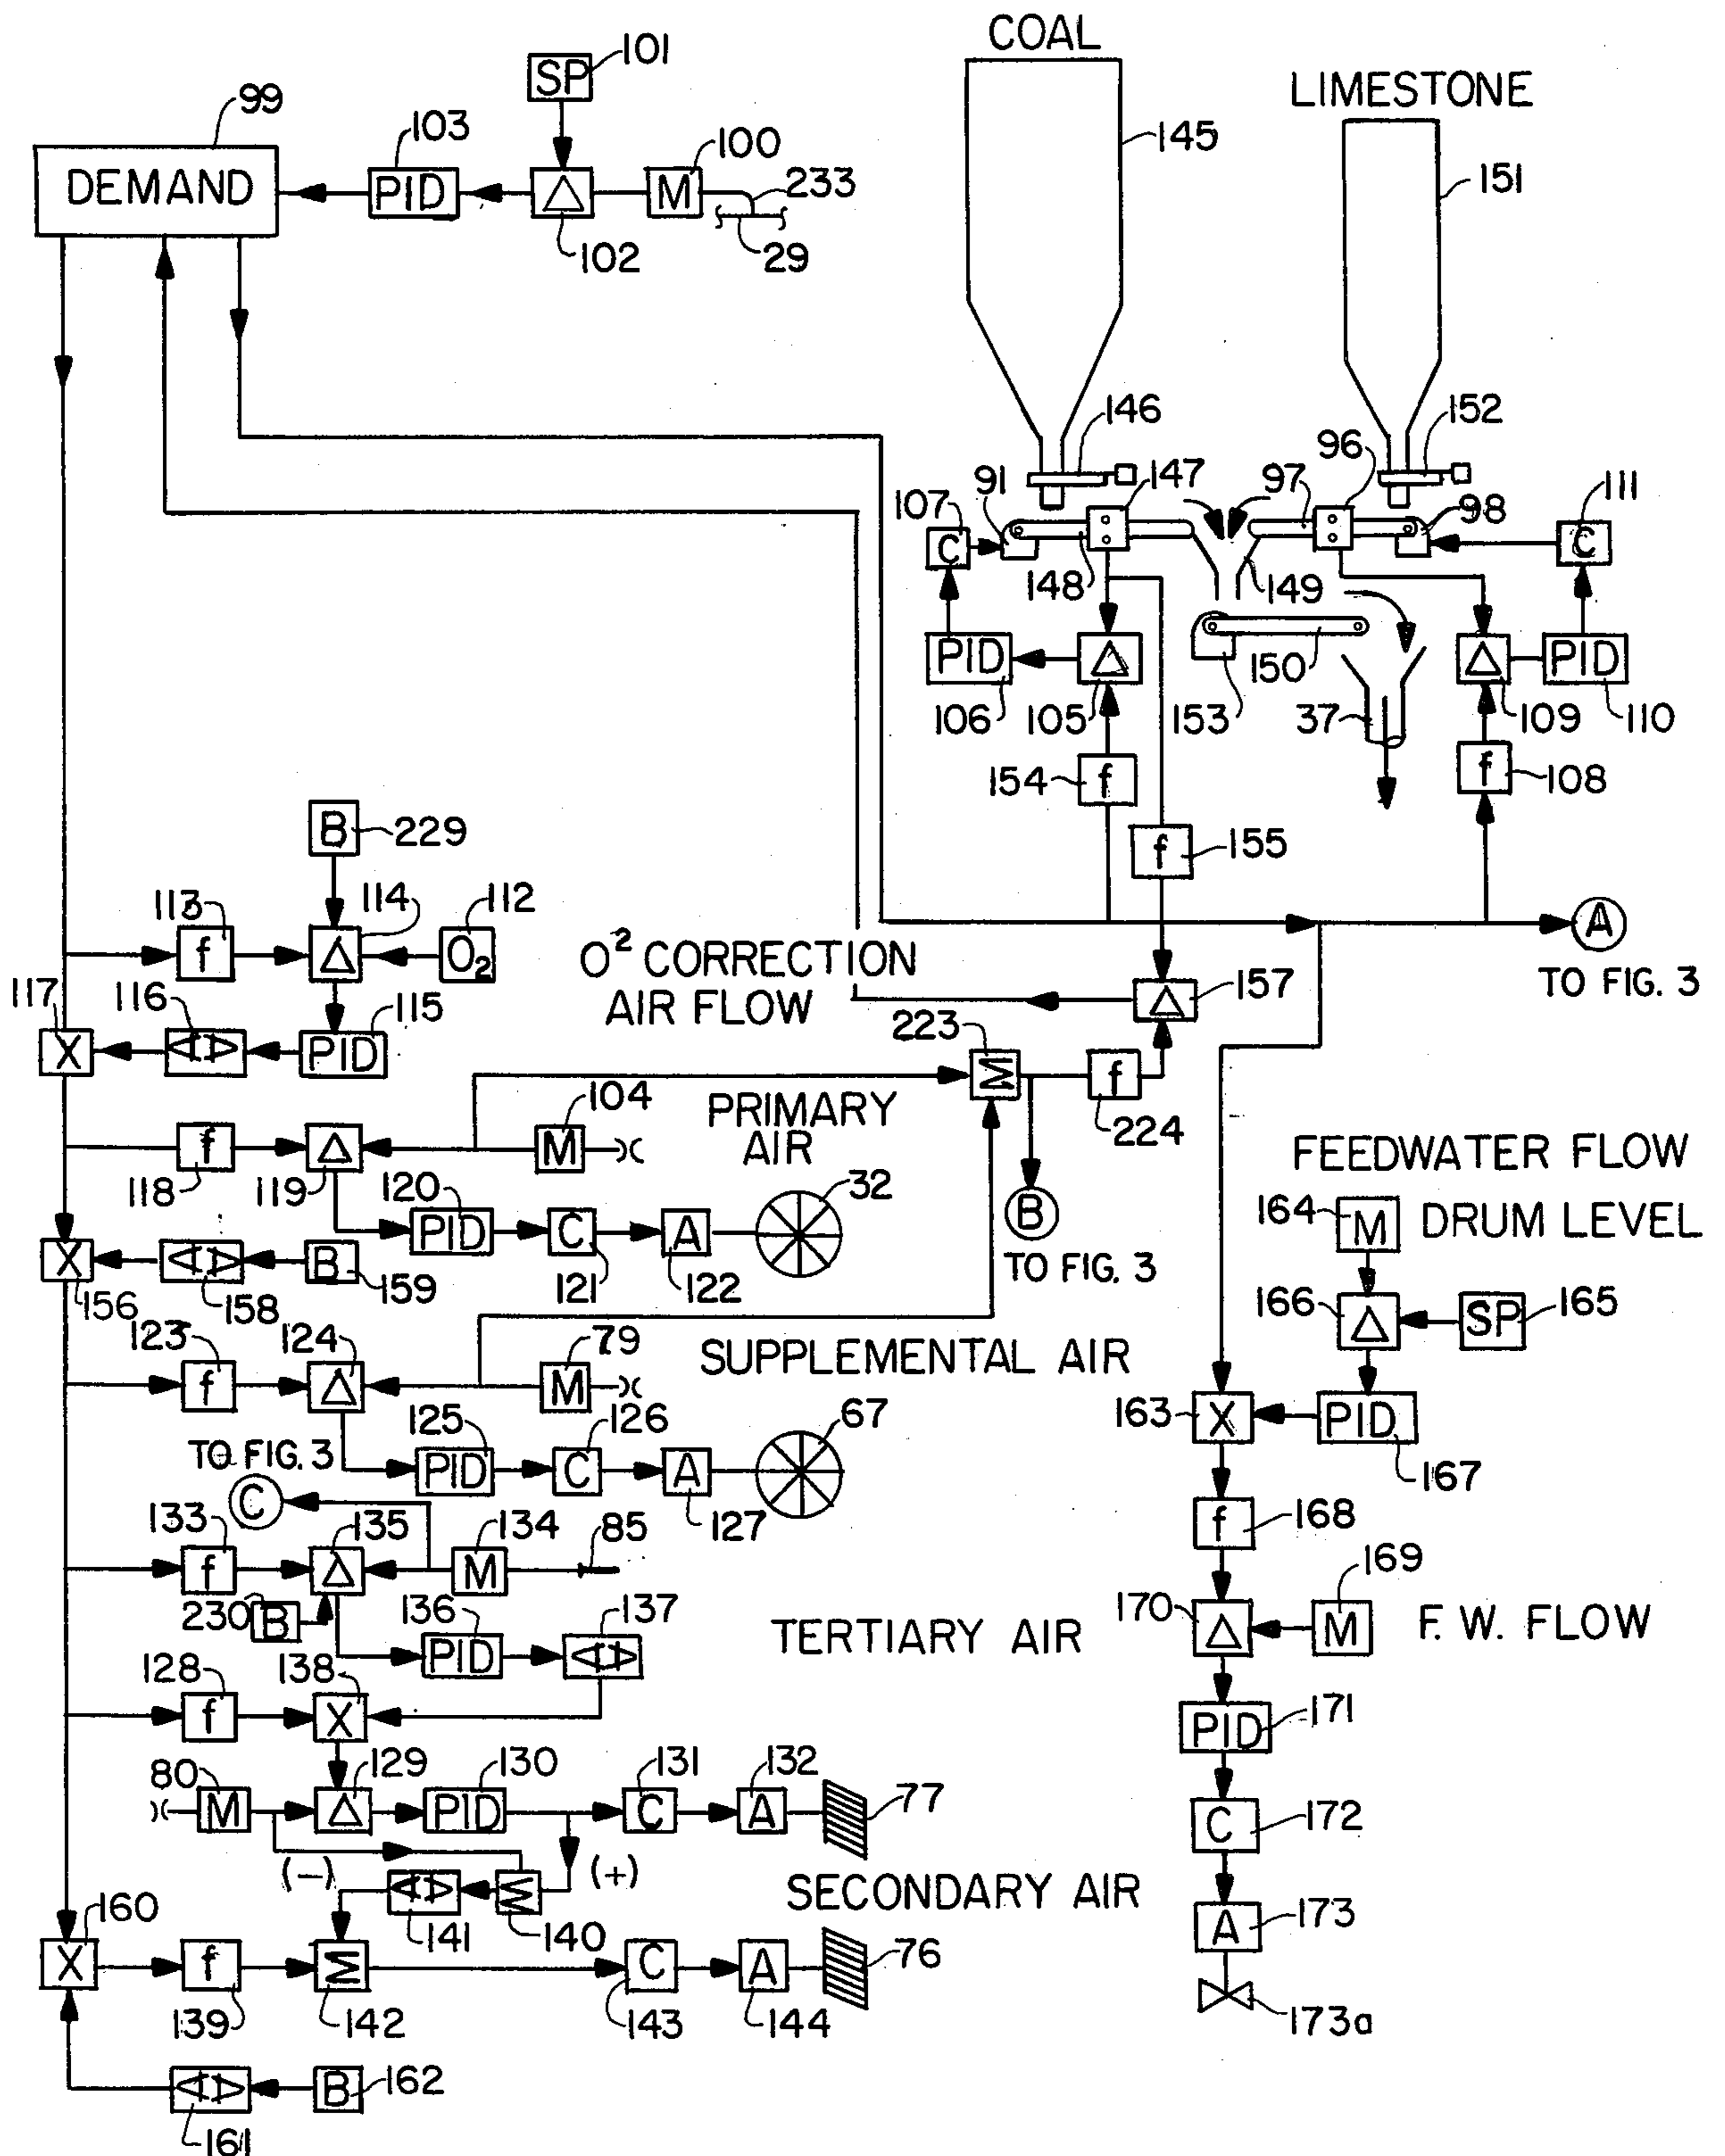 COAL
SP
101
LIMESTONE
99
103
100
145
233
DEMAND
PID
△
M
151
102
29
146
152
91
147
97
96
111
107
98
C
C
148
149
PID
△
△
PID
150
106
105
153
37
109
110
154
f
f
108
B
229
f
155
113
114
112
f
△
O2
O² CORRECTION
AIR FLOW
A
TO FIG. 3
117
116
115
△
157
223
X
PID
Σ
f
104
PRIMARY
AIR
224
f
△
M
FEEDWATER FLOW
118
119
120
32
B
164
M
DRUM LEVEL
PID
C
A
TO FIG. 3
X
B
159
121
122
156
158
166
△
SP
165
123
124
79
SUPPLEMENTAL AIR
f
△
M
163
X
PID
125
126
67
TO FIG. 3
PID
C
A
167
C
127
f
168
133
135
134
85
f
△
M
169
230
B
136
137
170
△
M
F. W. FLOW
TERTIARY AIR
PID
128
138
f
X
PID
171
80
129
130
131
132
M
△
PID
C
A
77
C
172
(−)
(+)
SECONDARY AIR
Σ
160
141
140
A
173
76
X
f
Σ
C
A
139
142
143
144
173a
B
162
161